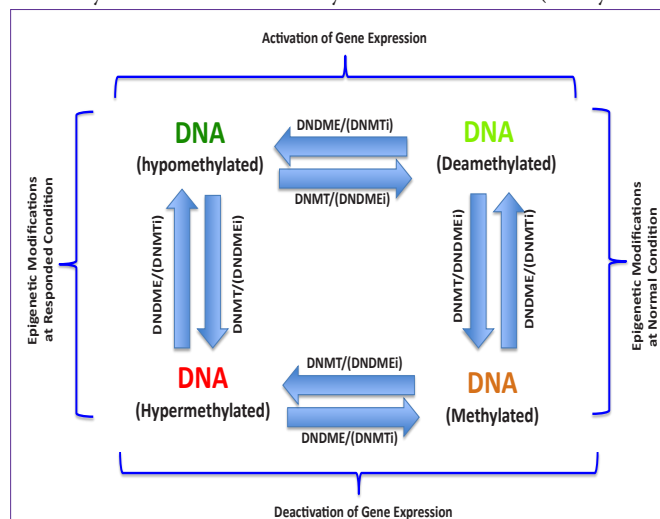 Activation of Gene Expression
DNA
(hypomethylated)
DNDME/(DNMTi)
DNMT/(DNDMEi)
DNA
(Deamethylated)
Epigenetic Modifications
at Responded Condition
DNDME/(DNMTi)
DNMT/(DNDMEi)
DNMT/DNDMEi)
DNDME/(DNMTi)
Epigenetic Modifications
at Normal Condition
DNA
(Hypermethylated)
DNMT/(DNDMEi)
DNDME/(DNMTi)
DNA
(Methylated)
Deactivation of Gene Expression